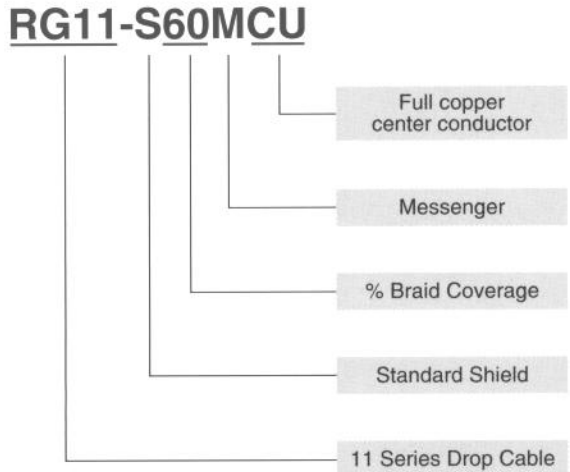 RG11-S60MCU
Full copper
center conductor
Messenger
% Braid Coverage
Standard Shield
11 Series Drop Cable